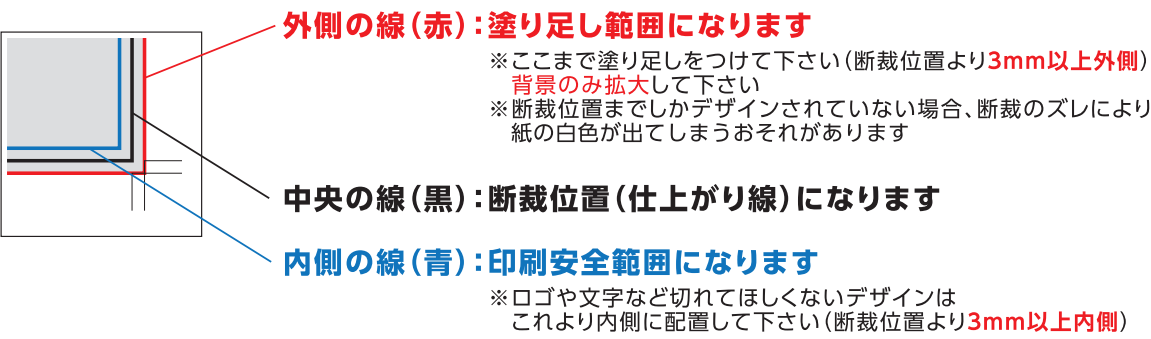 外側の線（赤）：塗り足し範囲になります
※ここまで塗り足しをつけて下さい（断裁位置より3mm以上外側）
背景のみ拡大して下さい
※断裁位置までしかデザインされていない場合、断裁のズレにより
紙の白色が出てしまうおそれがあります
中央の線（黒）：断裁位置（仕上がり線）になります
内側の線（青）：印刷安全範囲になります
※ロゴや文字など切れてほしくないデザインは
これより内側に配置して下さい（断裁位置より3mm以上内側）